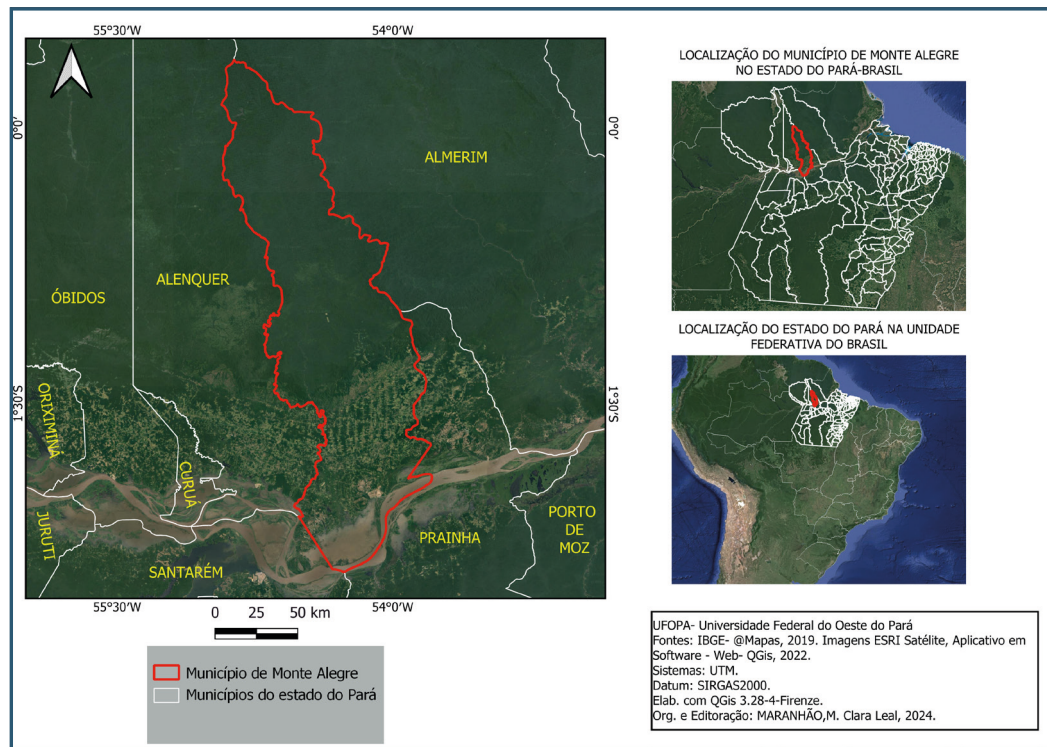 55°30'W
54°0'W
0°0'
0°0'
ALMERIM
ALENQUER
ÓBIDOS
1°30'S
1°30'S
ORIXIMINÁ
CURUÁ
JURUTI
SANTARÉM
PRAINHA
PORTO
DE
MOZ
55°30'W
54°0'W
0 25 50 km
Município de Monte Alegre
Municípios do estado do Pará
LOCALIZAÇÃO DO MUNICÍPIO DE MONTE ALEGRE
NO ESTADO DO PARÁ-BRASIL
LOCALIZAÇÃO DO ESTADO DO PARÁ NA UNIDADE
FEDERATIVA DO BRASIL
UFOPA- Universidade Federal do Oeste do Pará
Fontes: IBGE- @Mapas, 2019. Imagens ESRI Satélite, Aplicativo em
Software - Web- QGis, 2022.
Sistemas: UTM.
Datum: SIRGAS2000.
Elab. com QGis 3.28-4-Firenze.
Org. e Editoração: MARANHÃO,M. Clara Leal, 2024.